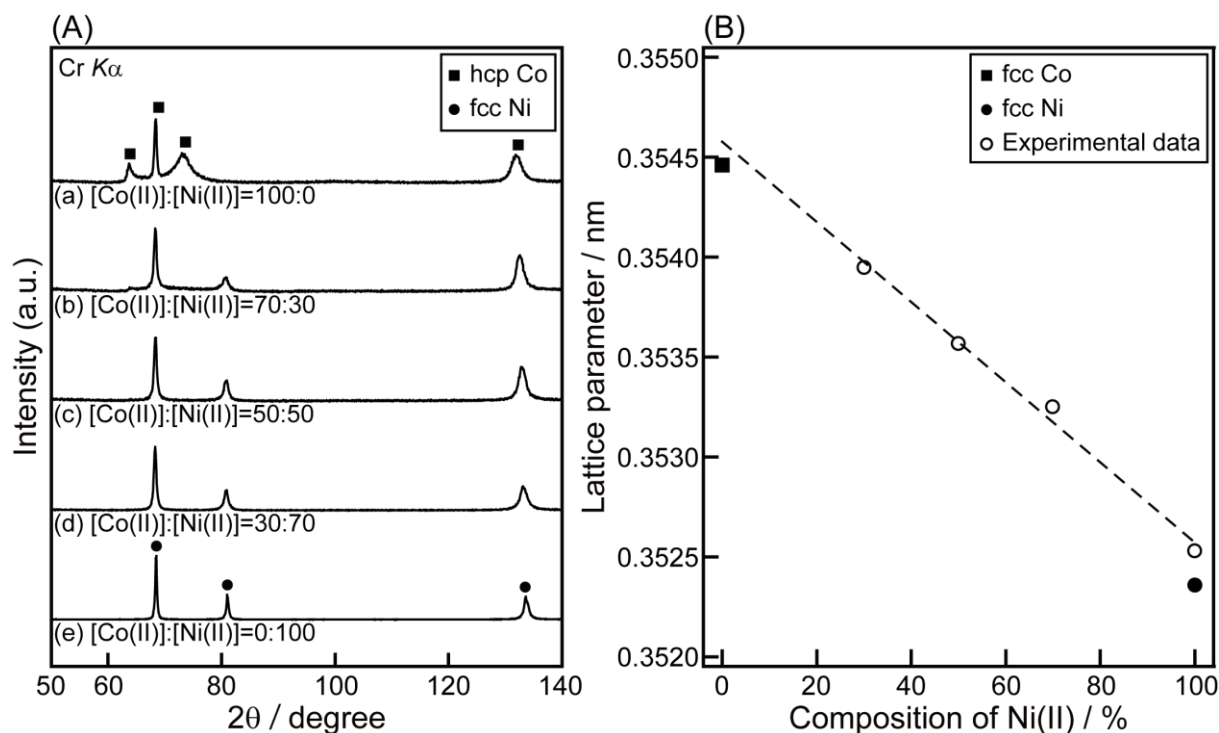 (A)
Cr Kα
■ hcp Co
● fcc Ni
(a) [Co(II)]:[Ni(II)]=100:0
(b) [Co(II)]:[Ni(II)]=70:30
(c) [Co(II)]:[Ni(II)]=50:50
(d) [Co(II)]:[Ni(II)]=30:70
(e) [Co(II)]:[Ni(II)]=0:100
Intensity (a.u.)
50 60 80 100 120 140
2θ / degree
(B)
■ fcc Co
● fcc Ni
○ Experimental data
0.3550
0.3545
0.3540
0.3535
0.3530
0.3525
0.3520
Lattice parameter / nm
0 20 40 60 80 100
Composition of Ni(II) / %